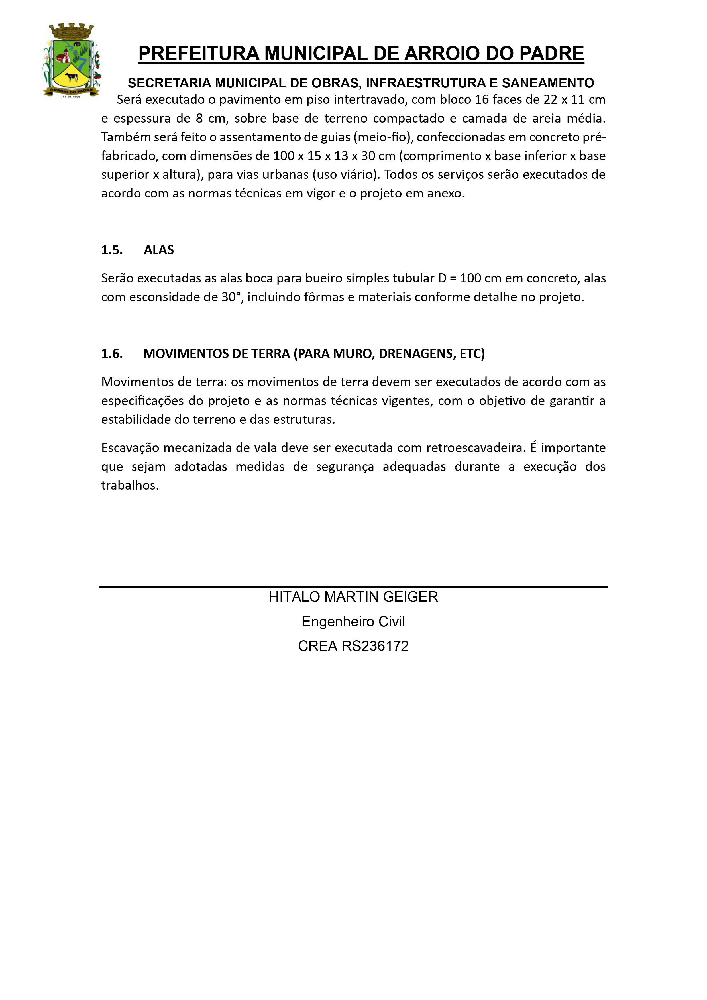 PREFEITURA MUNICIPAL DE ARROIO DO PADRE
SECRETARIA MUNICIPAL DE OBRAS, INFRAESTRUTURA E SANEAMENTO
ARROIO DO PADRE
17-04-1996
Será executado o pavimento em piso intertravado, com bloco 16 faces de 22 x 11 cm
e espessura de 8 cm, sobre base de terreno compactado e camada de areia média.
Também será feito o assentamento de guias (meio-fio), confeccionadas em concreto pré-
fabricado, com dimensões de 100 x 15 x 13 x 30 cm (comprimento x base inferior x base
superior x altura), para vias urbanas (uso viário). Todos os serviços serão executados de
acordo com as normas técnicas em vigor e o projeto em anexo.
1.5. ALAS
Serão executadas as alas boca para bueiro simples tubular D = 100 cm em concreto, alas
com esconsidade de 30°, incluindo fôrmas e materiais conforme detalhe no projeto.
1.6. MOVIMENTOS DE TERRA (PARA MURO, DRENAGENS, ETC)
Movimentos de terra: os movimentos de terra devem ser executados de acordo com as
especificações do projeto e as normas técnicas vigentes, com o objetivo de garantir a
estabilidade do terreno e das estruturas.
Escavação mecanizada de vala deve ser executada com retroescavadeira. É importante
que sejam adotadas medidas de segurança adequadas durante a execução dos
trabalhos.
HITALO MARTIN GEIGER
Engenheiro Civil
CREA RS236172